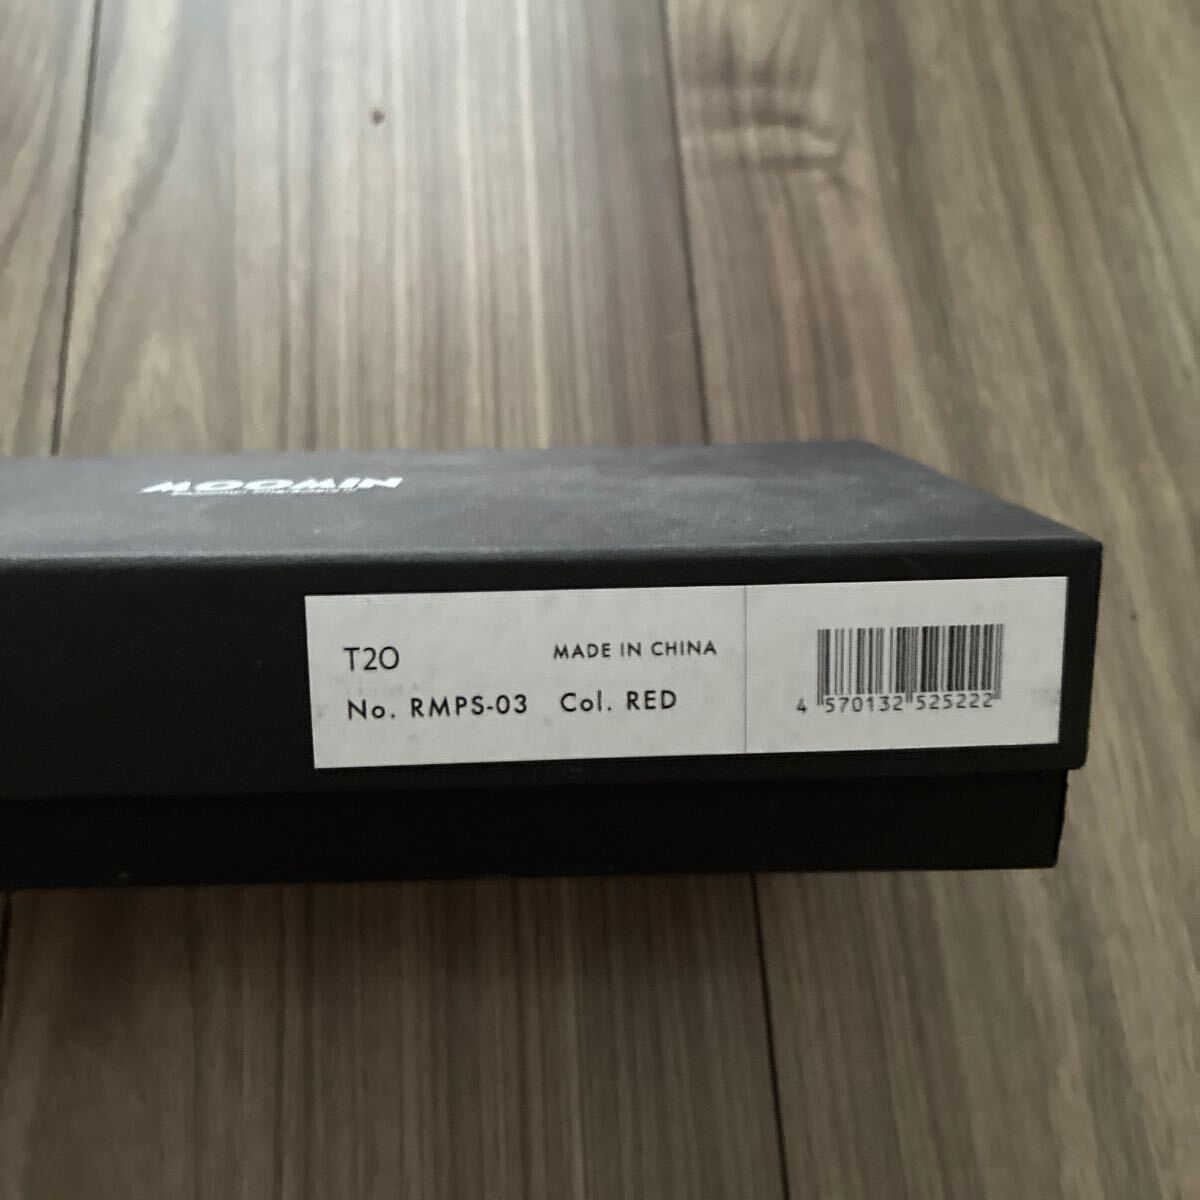 MOOMIN
T20
MADE IN CHINA
No. RMPS-03 Col. RED
4 570132 525222